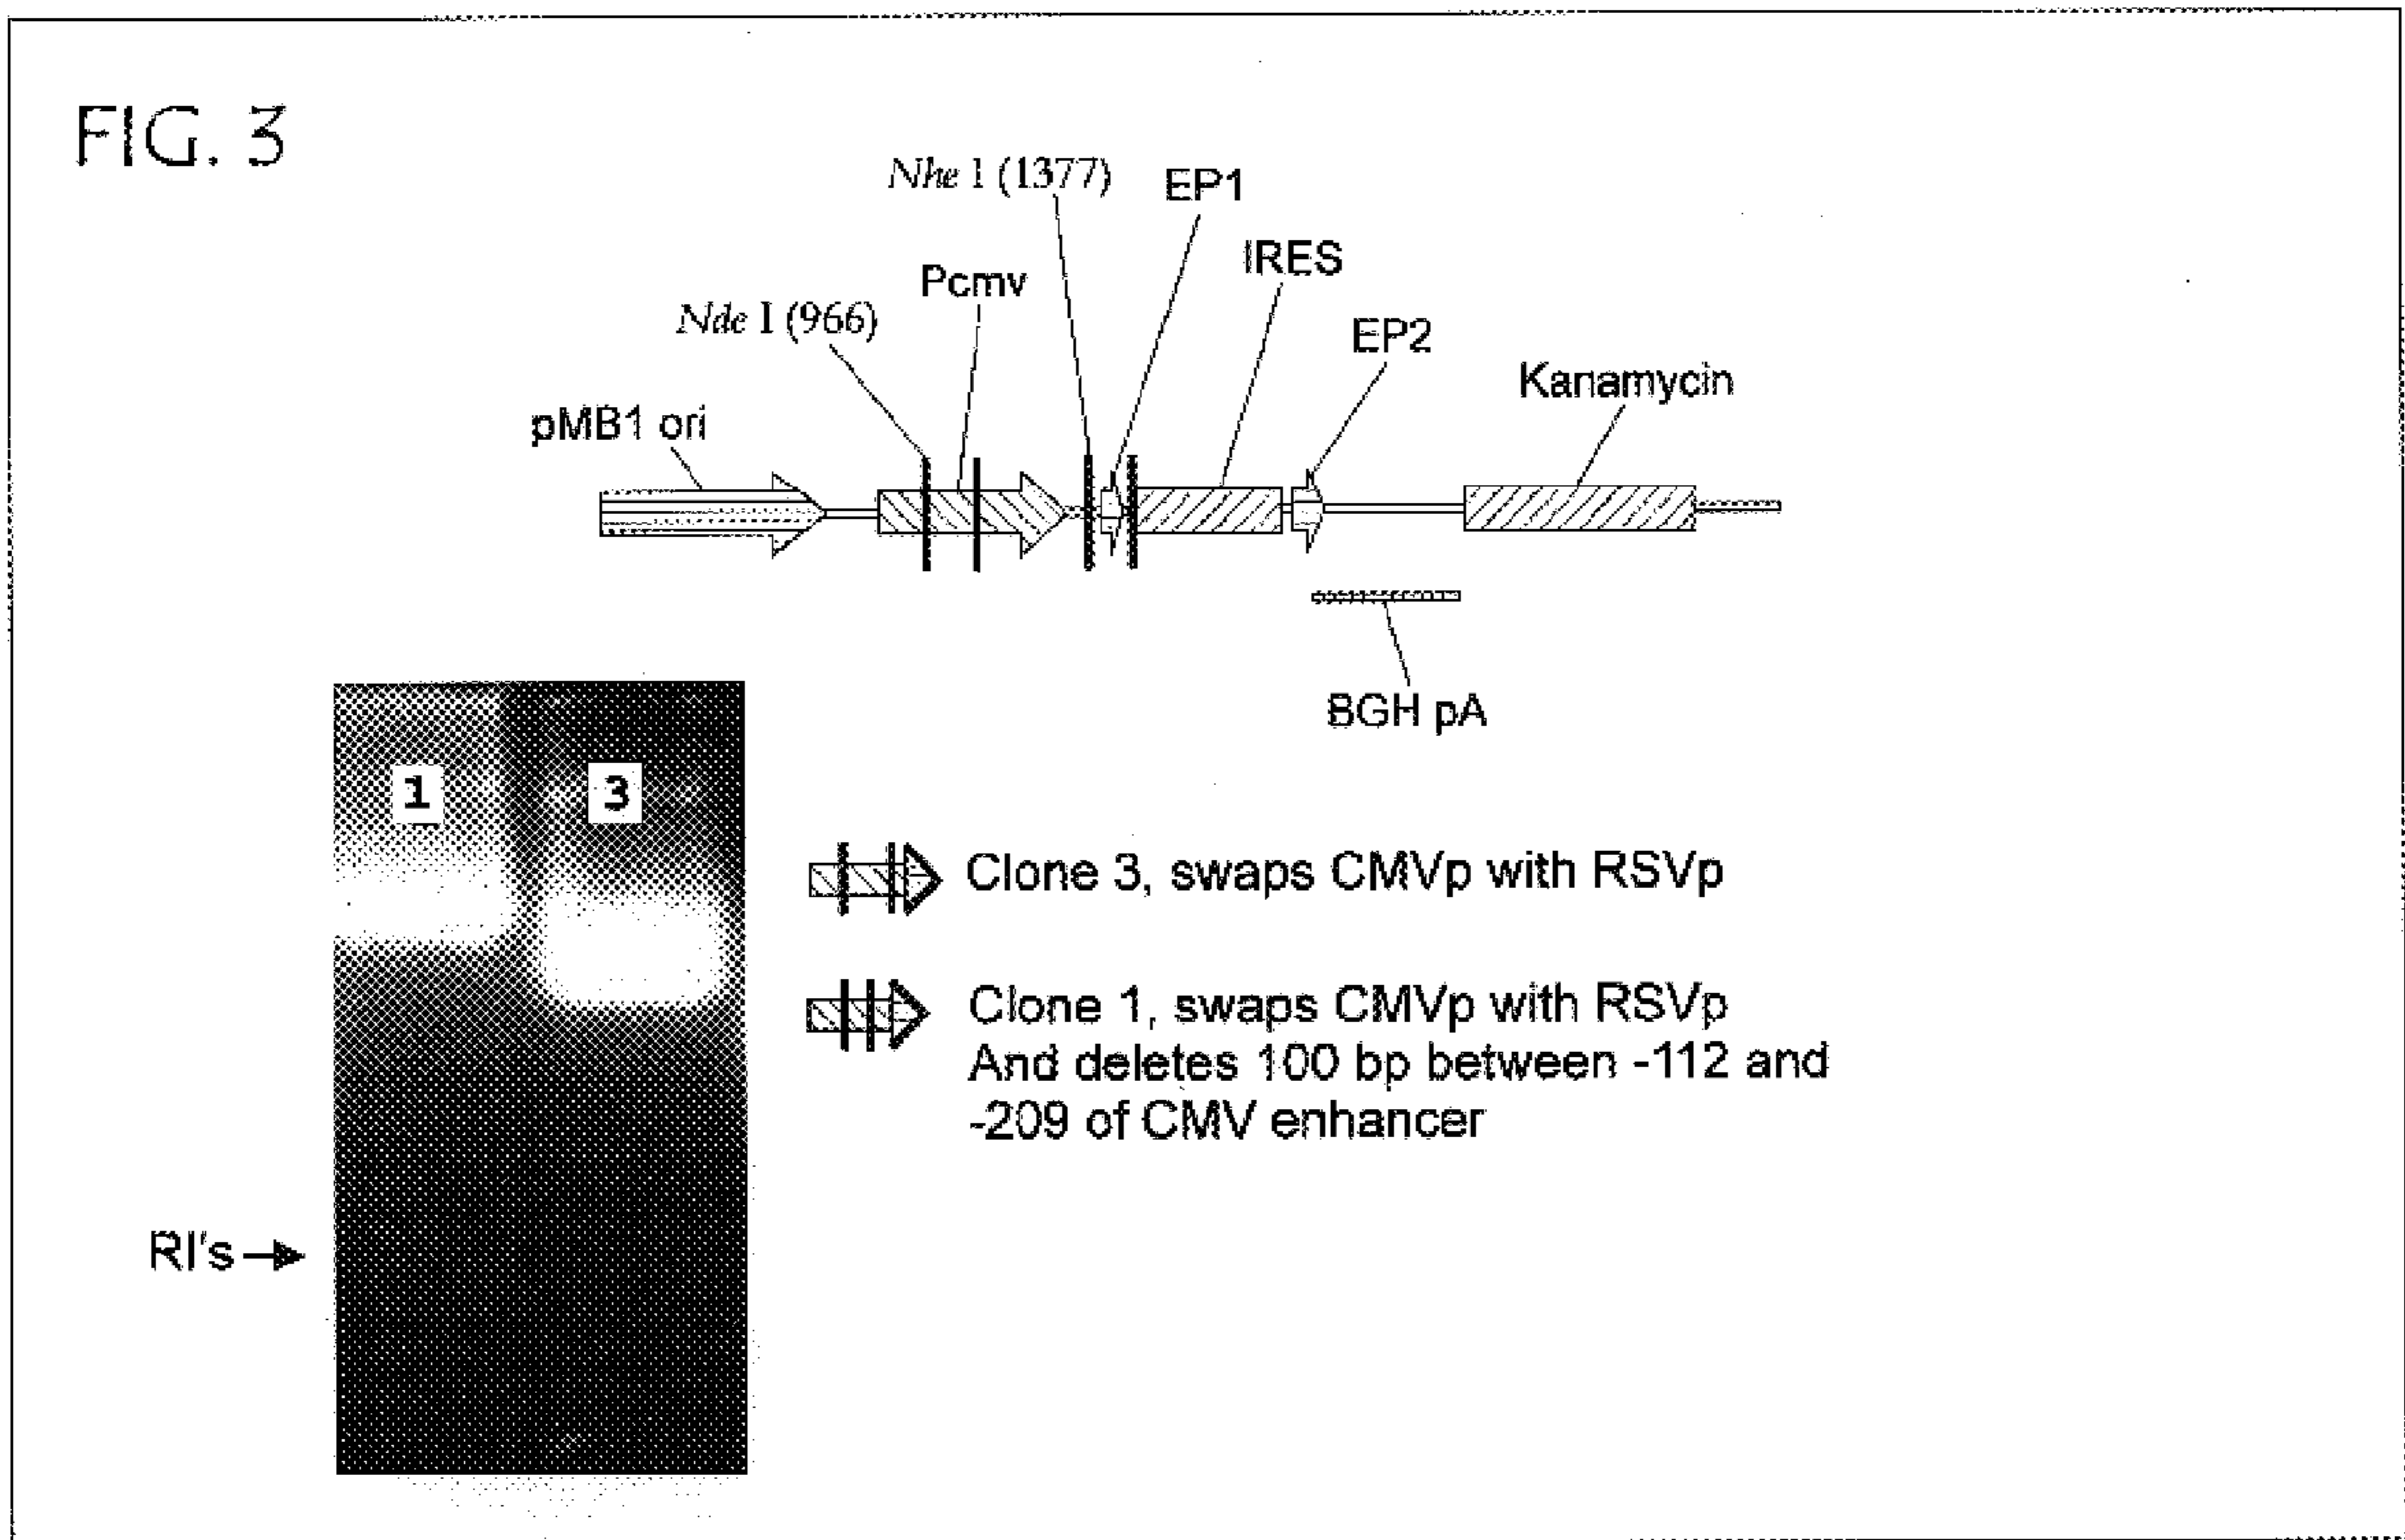 FIG. 3
Nhe I (1377)
EP1
IRES
Pcmv
Nde I (966)
EP2
Kanamycin
pMB1 ori
BGH pA
1
3
Clone 3, swaps CMVp with RSVp
Clone 1, swaps CMVp with RSVp
And deletes 100 bp between -112 and
-209 of CMV enhancer
RI's